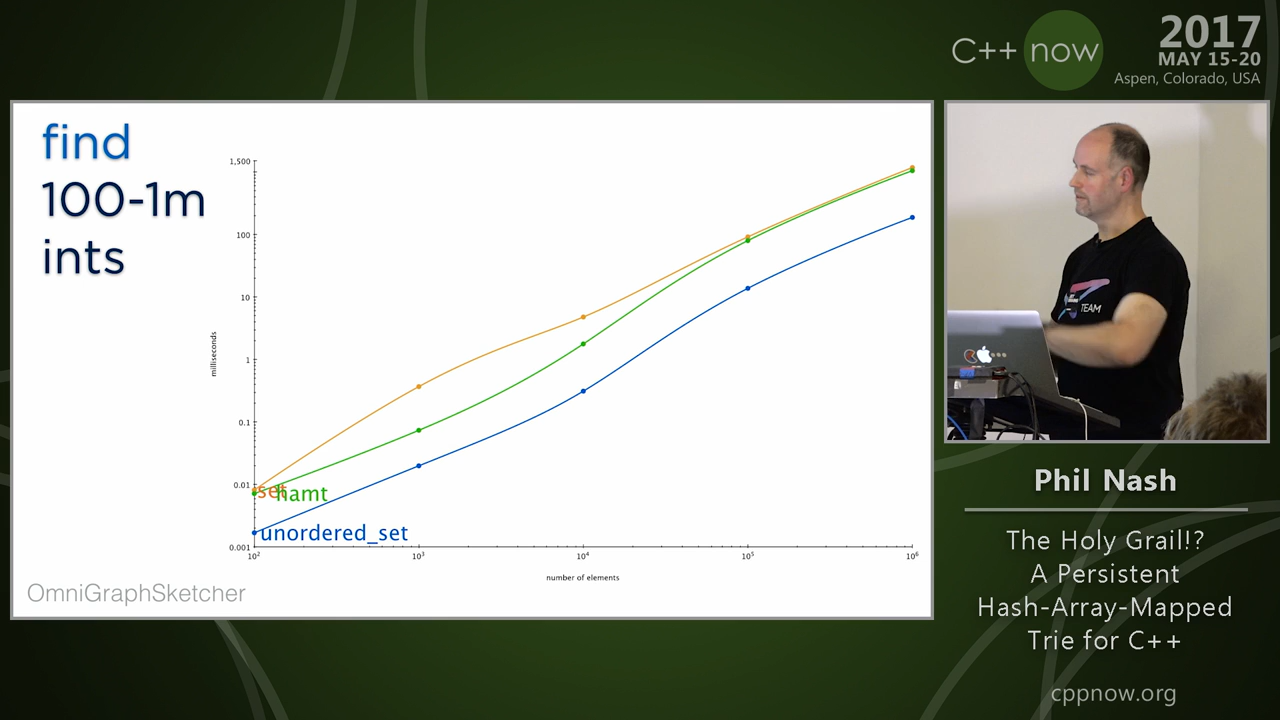 C++ now
2017
MAY 15-20
Aspen, Colorado, USA
find
100-1m
ints
1,500
100
10
1
0.1
0.01
0.001
milliseconds
set
hamt
unordered_set
10² 10³ 10⁴ 10⁵ 10⁶
number of elements
OmniGraphSketcher
TEAM
Phil Nash
The Holy Grail!?
A Persistent
Hash-Array-Mapped
Trie for C++
cppnow.org